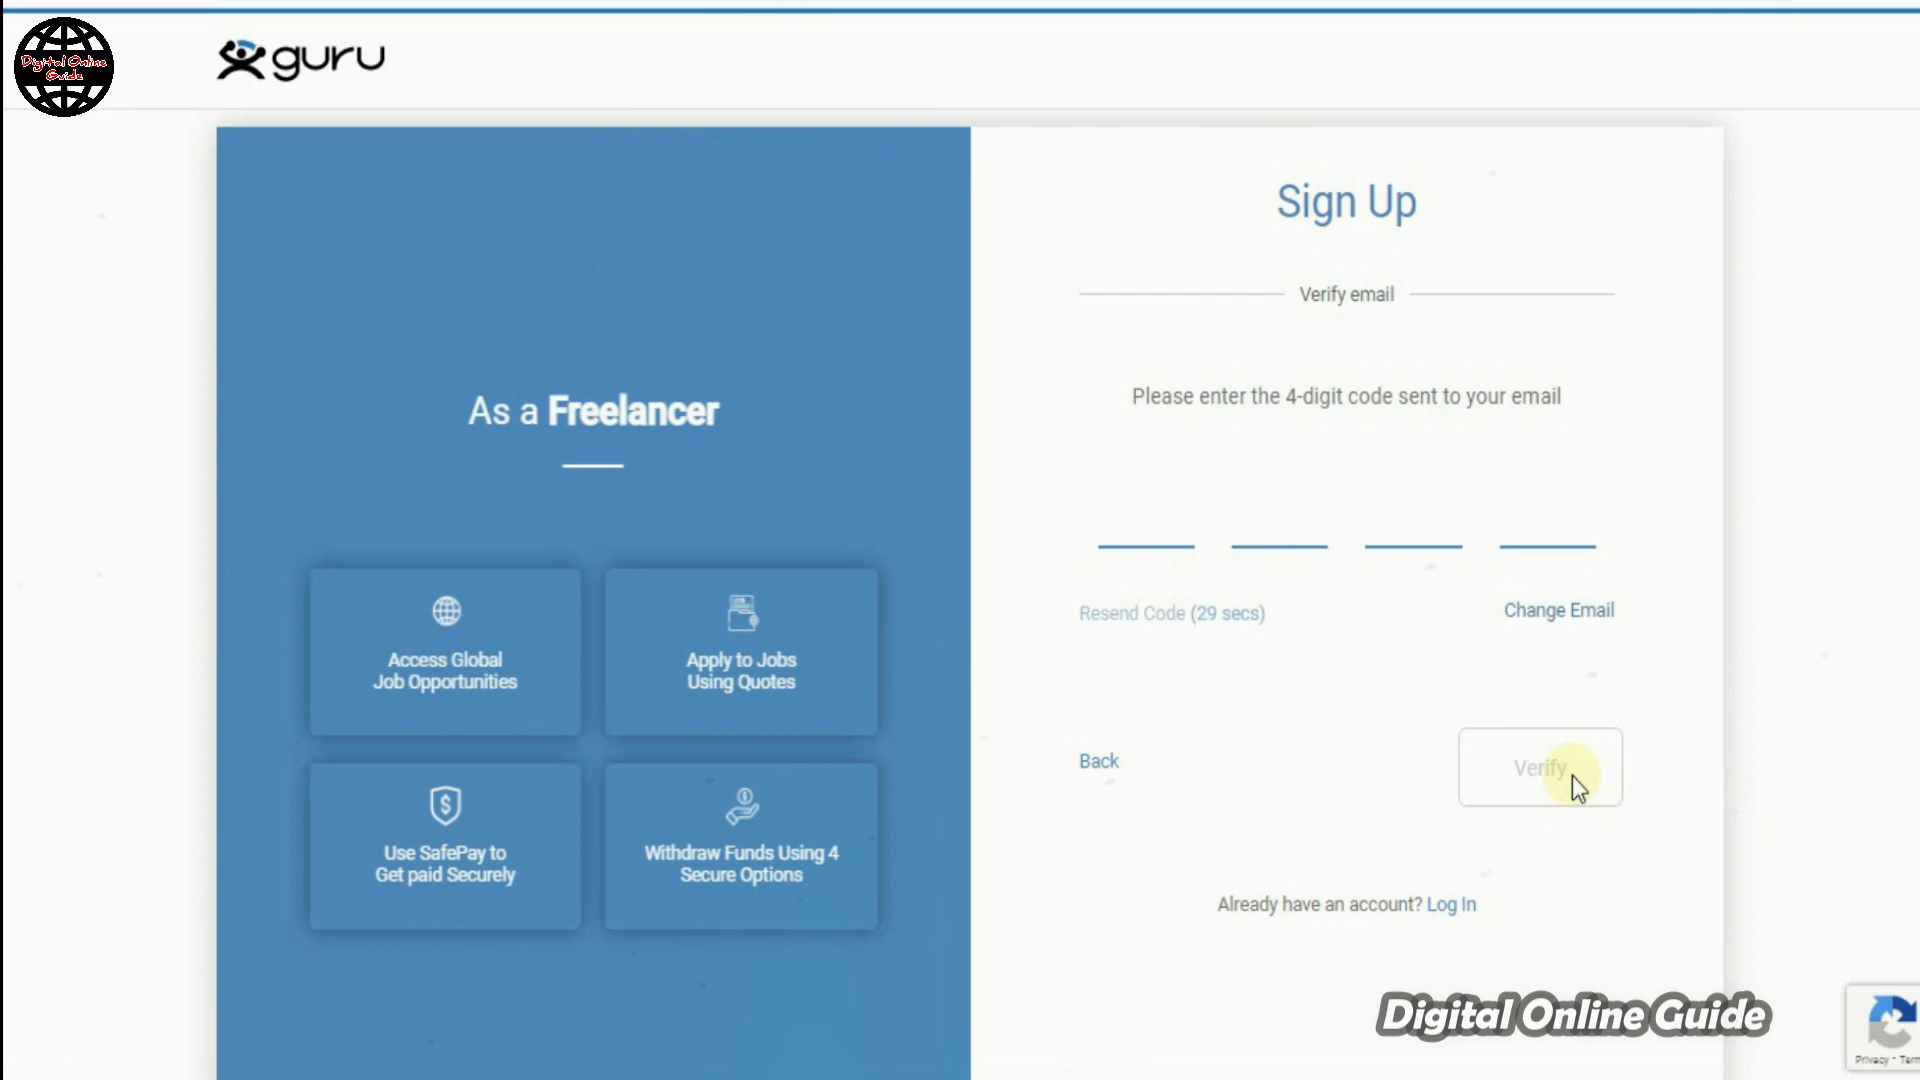 Digital Online
Guide
guru
Sign Up
Verify email
Please enter the 4-digit code sent to your email
As a Freelancer
Access Global
Job Opportunities
Apply to Jobs
Using Quotes
Resend Code (29 secs)
Change Email
Use SafePay to
Get paid Securely
Withdraw Funds Using 4
Secure Options
Back
Verify
Already have an account? Log In
Digital Online Guide
Privacy - Term